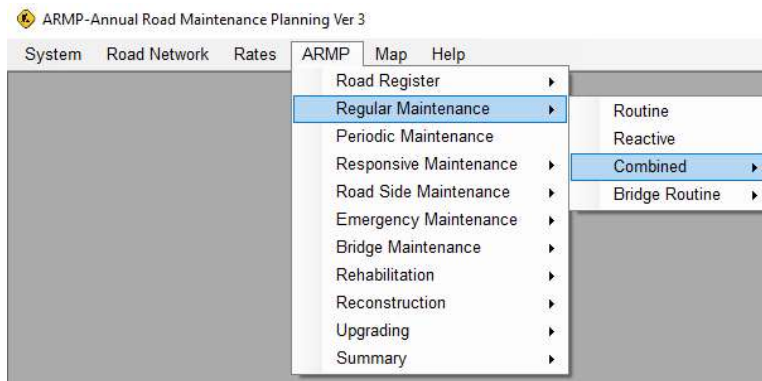 ARMP-Annual Road Maintenance Planning Ver 3
System Road Network Rates ARMP Map Help
Road Register
Regular Maintenance
Periodic Maintenance
Responsive Maintenance
Road Side Maintenance
Emergency Maintenance
Bridge Maintenance
Rehabilitation
Reconstruction
Upgrading
Summary
Routine
Reactive
Combined
Bridge Routine